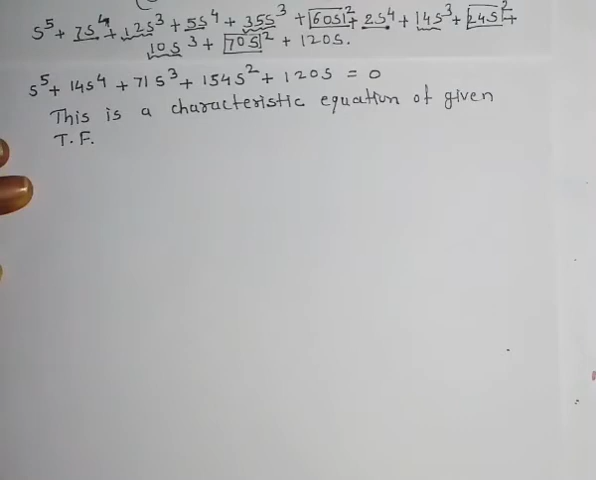 s⁵ + 7s⁴ + 12s³ + 5s⁴ + 35s³ + 60s² + 2s⁴ + 14s³ + 24s² +
10s³ + 70s² + 120s.
s⁵ + 14s⁴ + 71s³ + 154s² + 120s = 0
This is a characteristic equation of given
T.F.